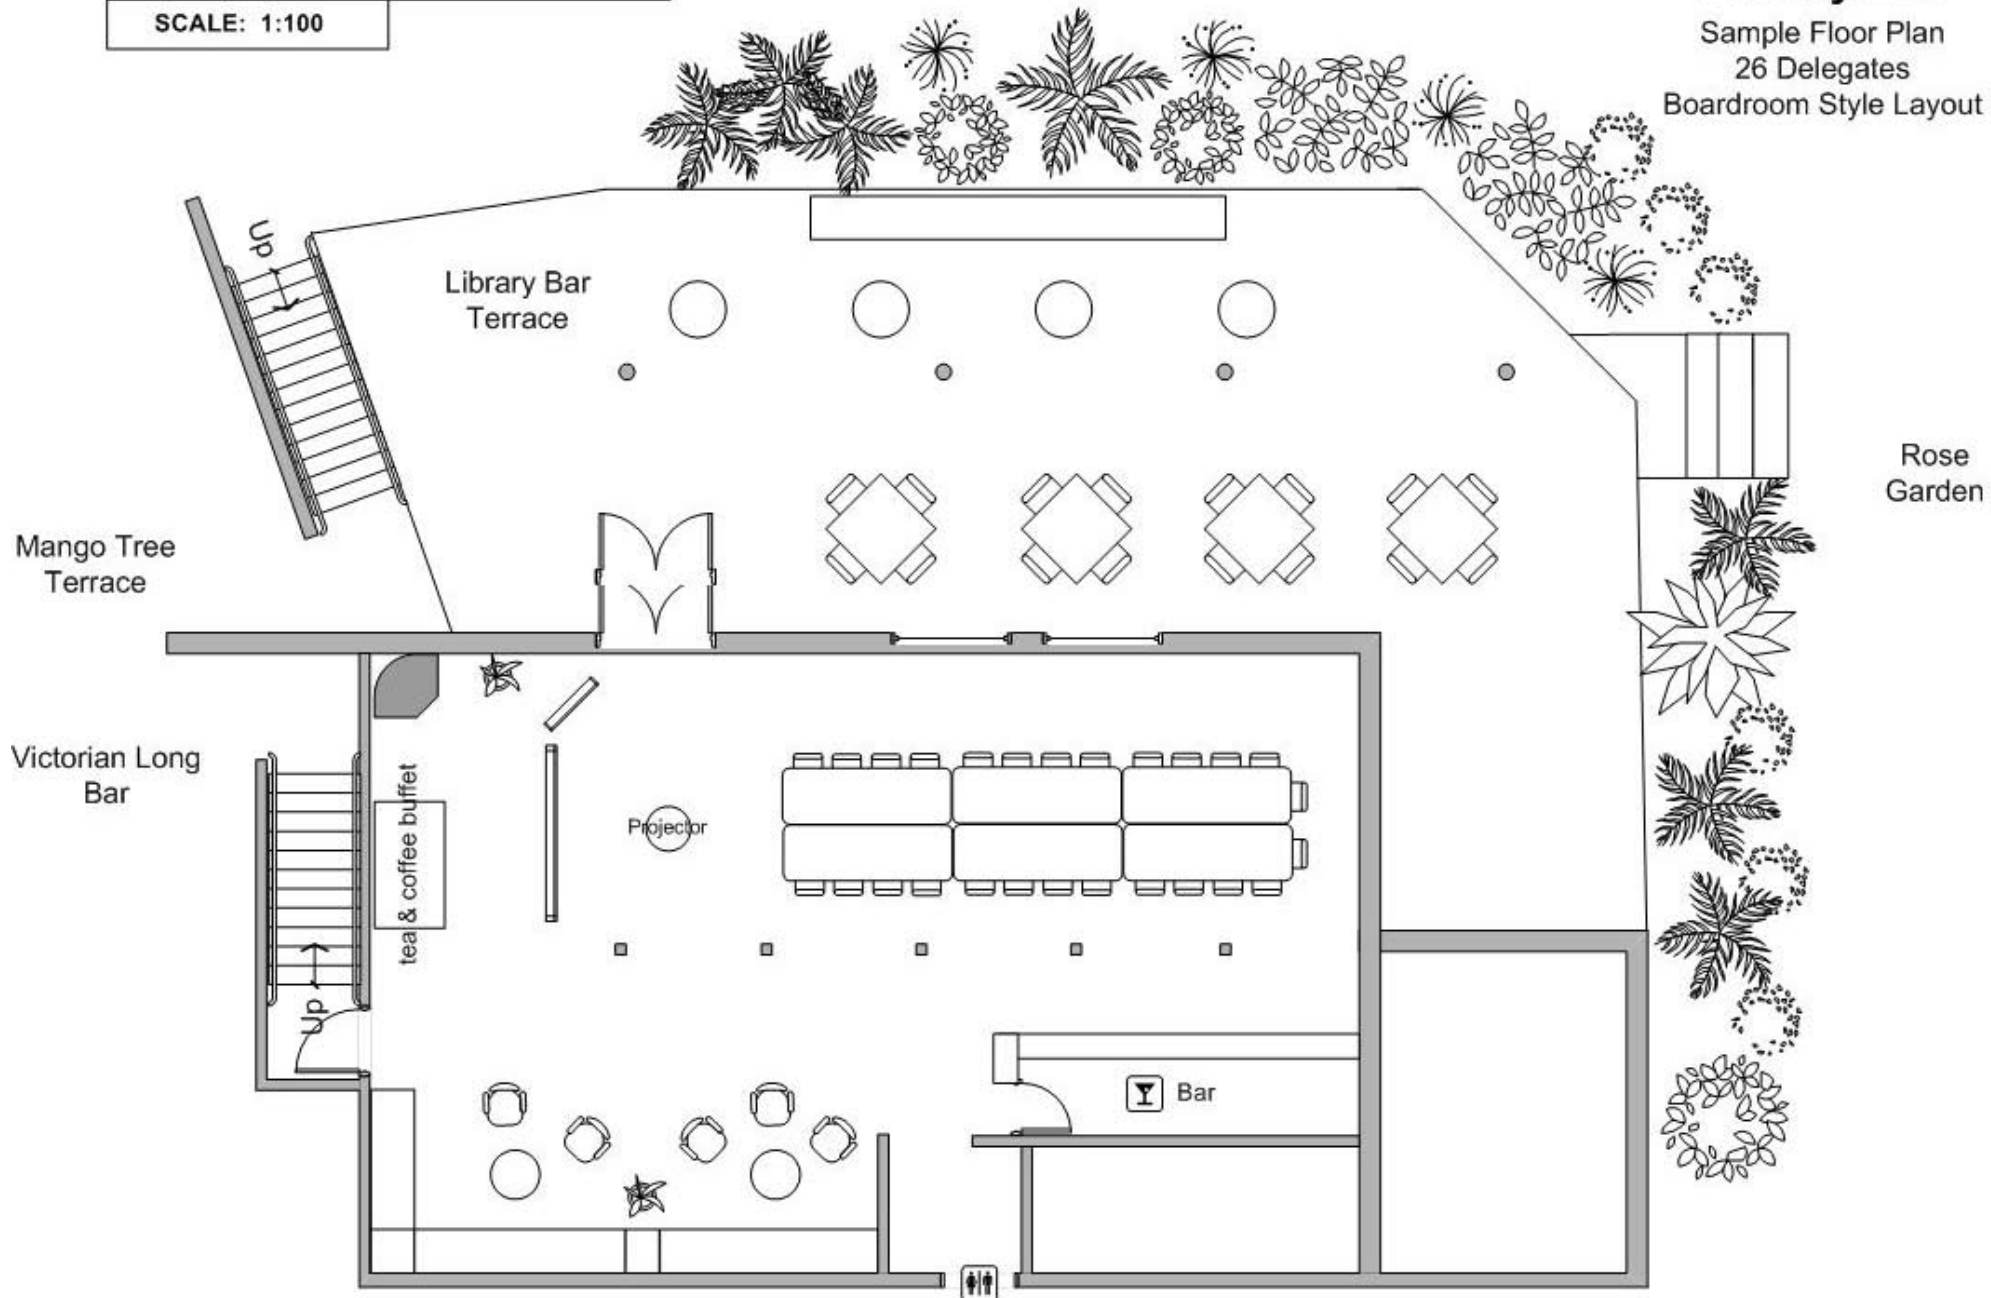 SCALE: 1:100
Sample Floor Plan
26 Delegates
Boardroom Style Layout
Up
Library Bar
Terrace
Rose
Garden
Mango Tree
Terrace
Victorian Long
Bar
tea & coffee buffet
Projector
Up
Bar